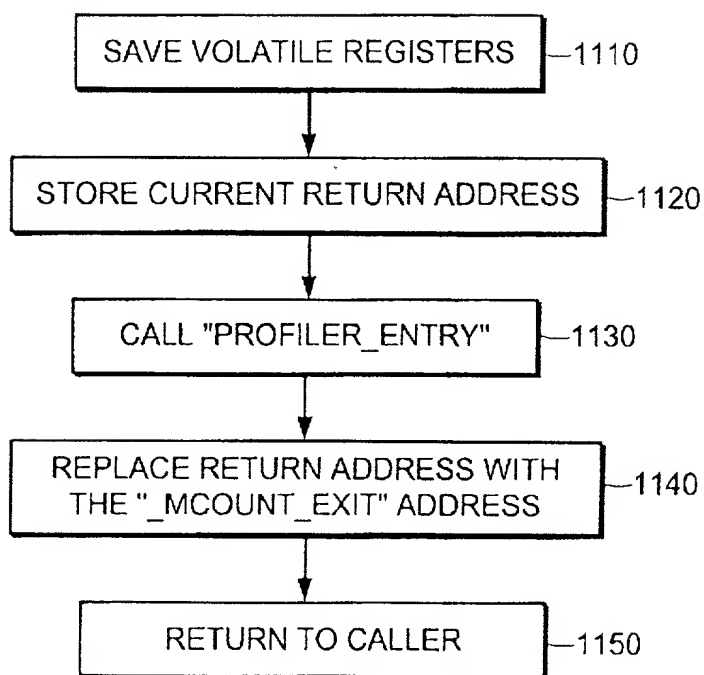 SAVE VOLATILE REGISTERS 1110
STORE CURRENT RETURN ADDRESS 1120
CALL "PROFILER_ENTRY" 1130
REPLACE RETURN ADDRESS WITH
THE "_MCOUNT_EXIT" ADDRESS 1140
RETURN TO CALLER 1150